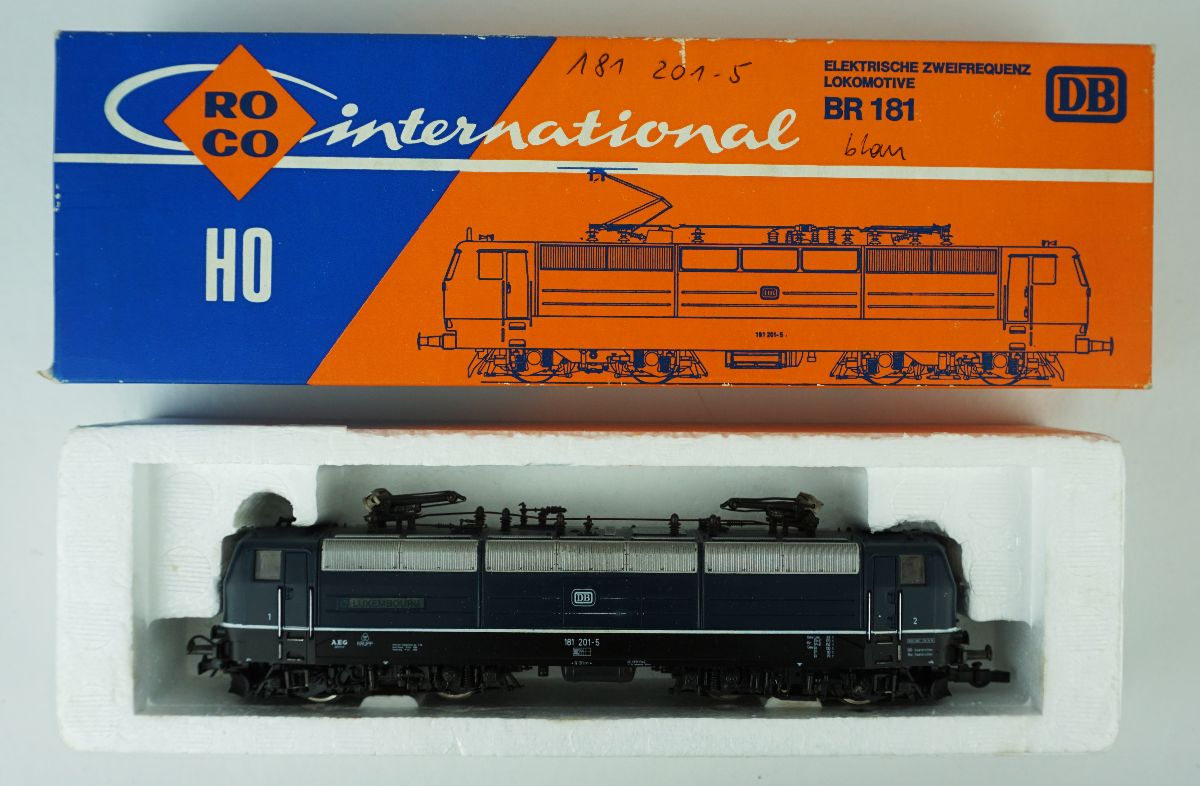 RO
CO
international
HO
181 201-5
ELEKTRISCHE ZWEIFREQUENZ
LOKOMOTIVE
BR 181
blau
DB
DB
181 201-5
LUXEMBOURG
DB
1
AEG
KRUPP
181 201-5
2